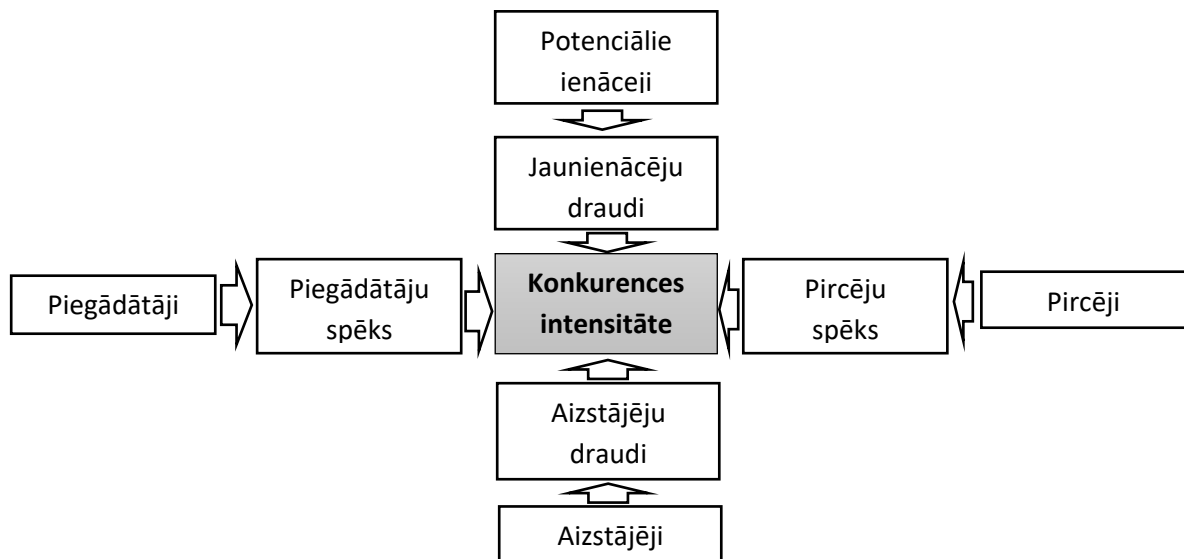 Potenciālie
ienāceji
Jaunienācēju
draudi
Piegādātāji
Piegādātāju
spēks
Konkurences
intensitāte
Pircēju
spēks
Pircēji
Aizstājēju
draudi
Aizstājēji